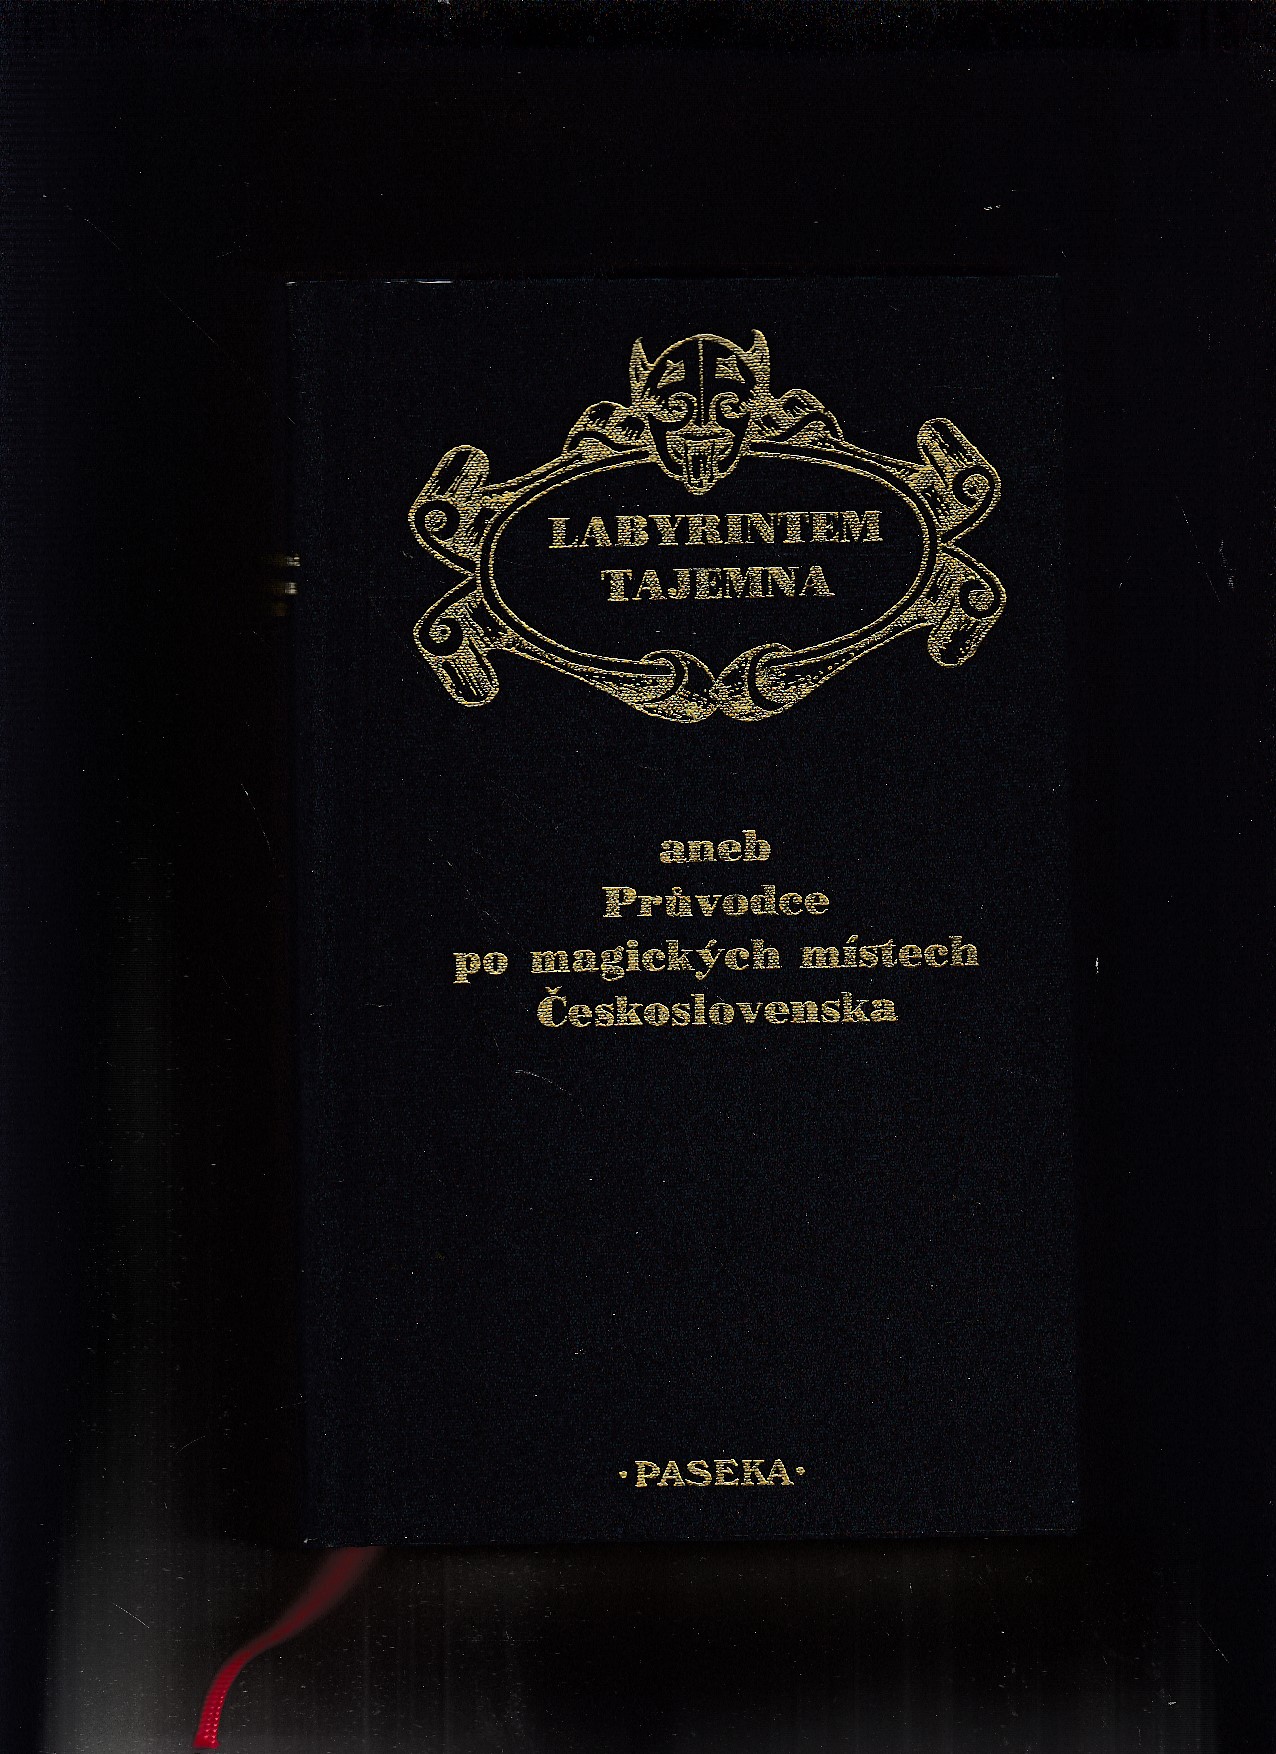 LABYRINTEM
TAJEMNA
aneb
Průvodce
po magických místech
Československa
·PASEKA·